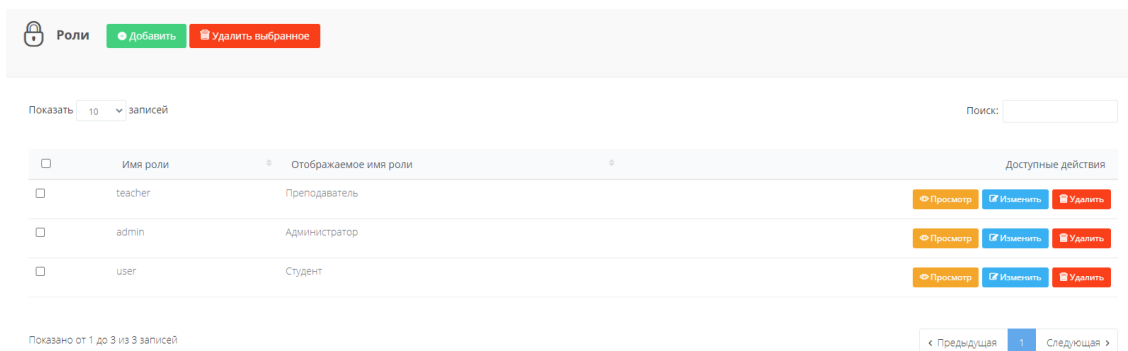 Роли Добавить Удалить выбранное
Показать 10 записей Поиск:
Имя роли Отображаемое имя роли Доступные действия
teacher Преподаватель Просмотр Изменить Удалить
admin Администратор Просмотр Изменить Удалить
user Студент Просмотр Изменить Удалить
Показано от 1 до 3 из 3 записей ‹ Предыдущая 1 Следующая ›